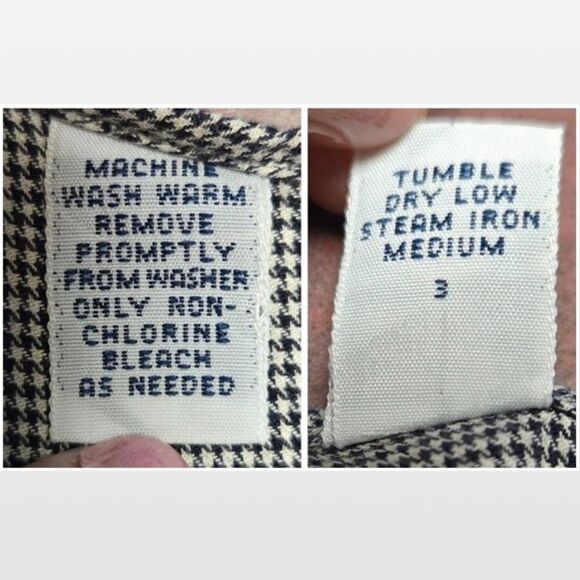 MACHINE
WASH WARM
REMOVE
PROMPTLY
FROM WASHER
ONLY NON-
CHLORINE
BLEACH
AS NEEDED
TUMBLE
DRY LOW
STEAM IRON
MEDIUM
3